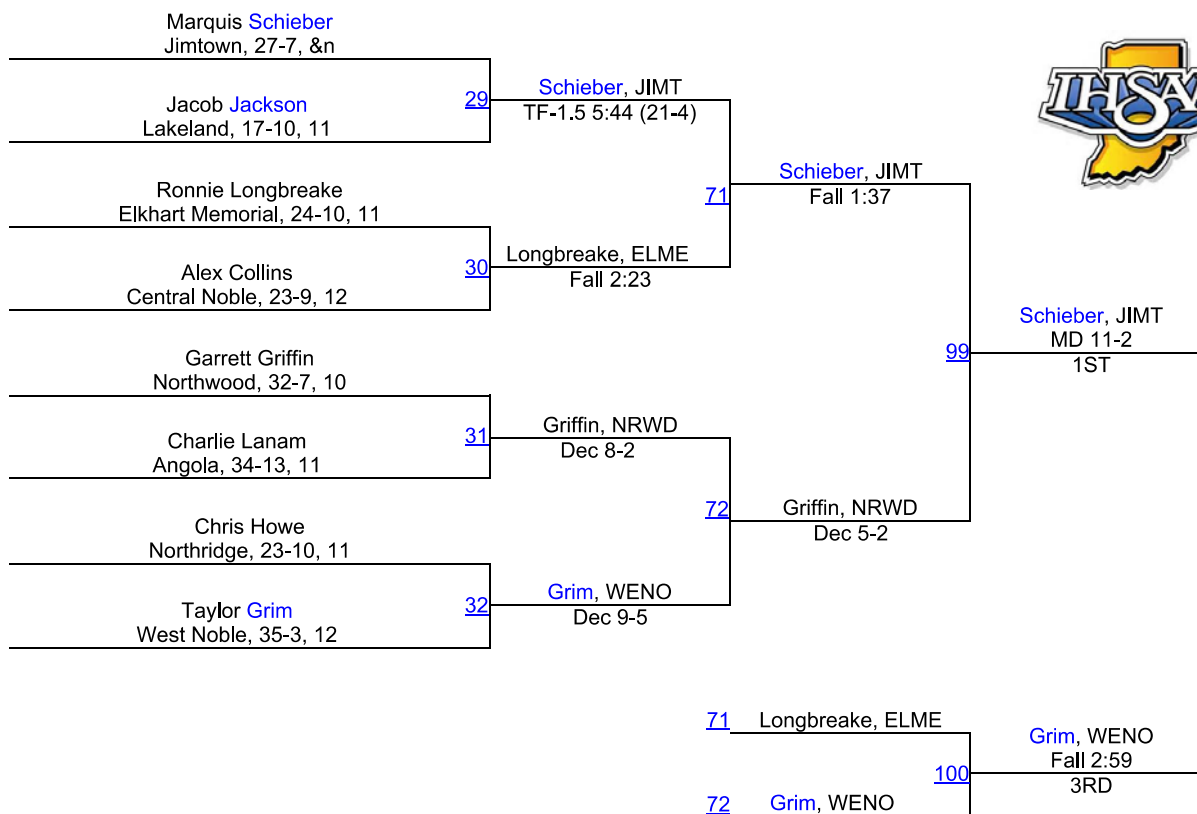 Marquis Schieber
Jimtown, 27-7, &n
Jacob Jackson
Lakeland, 17-10, 11
29
Schieber, JIMT
TF-1.5 5:44 (21-4)
Ronnie Longbreake
Elkhart Memorial, 24-10, 11
Alex Collins
Central Noble, 23-9, 12
30
Longbreake, ELME
Fall 2:23
71
Schieber, JIMT
Fall 1:37
IHSAA
Garrett Griffin
Northwood, 32-7, 10
Charlie Lanam
Angola, 34-13, 11
31
Griffin, NRWD
Dec 8-2
Chris Howe
Northridge, 23-10, 11
Taylor Grim
West Noble, 35-3, 12
32
Grim, WENO
Dec 9-5
72
Griffin, NRWD
Dec 5-2
99
Schieber, JIMT
MD 11-2
1ST
71 Longbreake, ELME
72 Grim, WENO
100
Grim, WENO
Fall 2:59
3RD